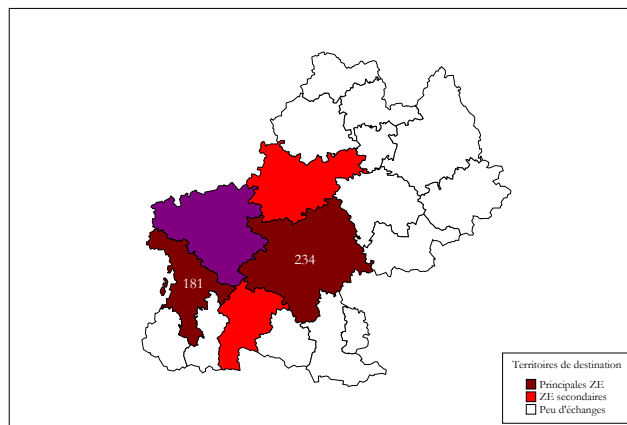 234
181
Territoires de destination
Principales ZE
ZE secondaires
Peu d'échanges